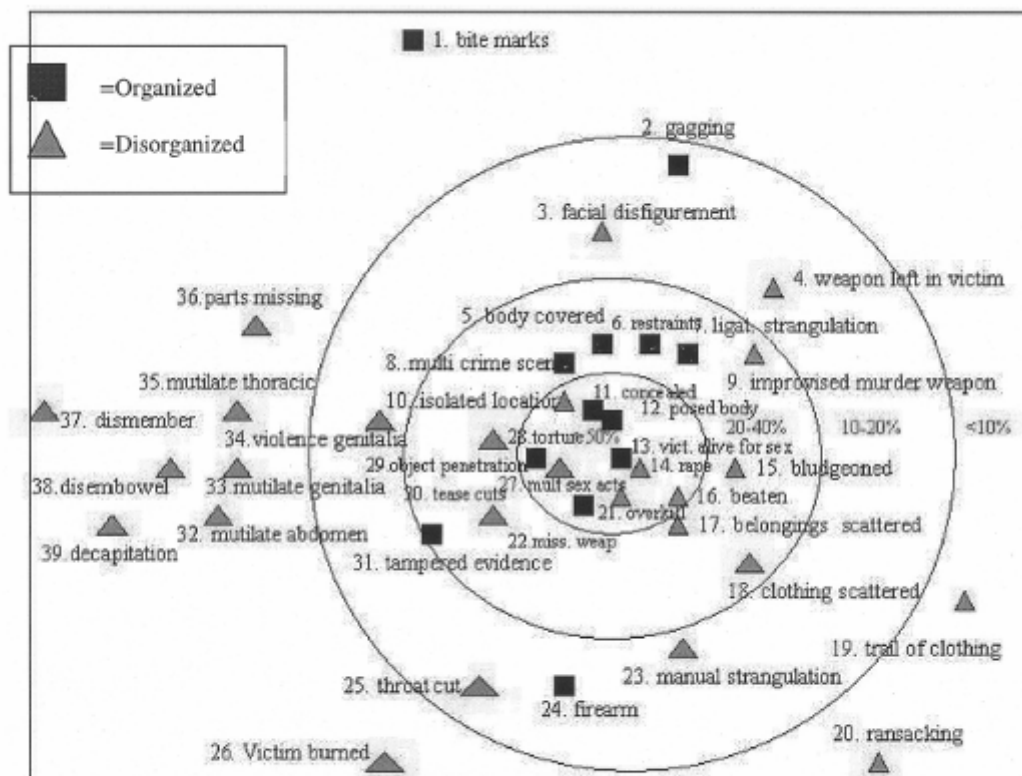 1. bite marks
=Organized
=Disorganized
2. gagging
3. facial disfigurement
4. weapon left in victim
36.parts missing
5. body covered
6. restraints
7. ligat. strangulation
8. multi crime scen
9. improvised murder weapon
35.mutilate thoracic
10. isolated location
11. concealed
12. posed body
37. dismember
34.violence genitalia
28.torture
50%
13. vict. alive for sex
20-40%
10-20%
≤10%
29.object penetration
14. rape
15. bludgeoned
38.disembowel
33.mutilate genitalia
27. mult sex acts
30. tease cuts
16. beaten
21. overkill
17. belongings scattered
39.decapitation
32. mutilate abdomen
22.miss. weap
31. tampered evidence
18. clothing scattered
19. trail of clothing
23. manual strangulation
25. throat cut
24. firearm
20. ransacking
26. Victim burned